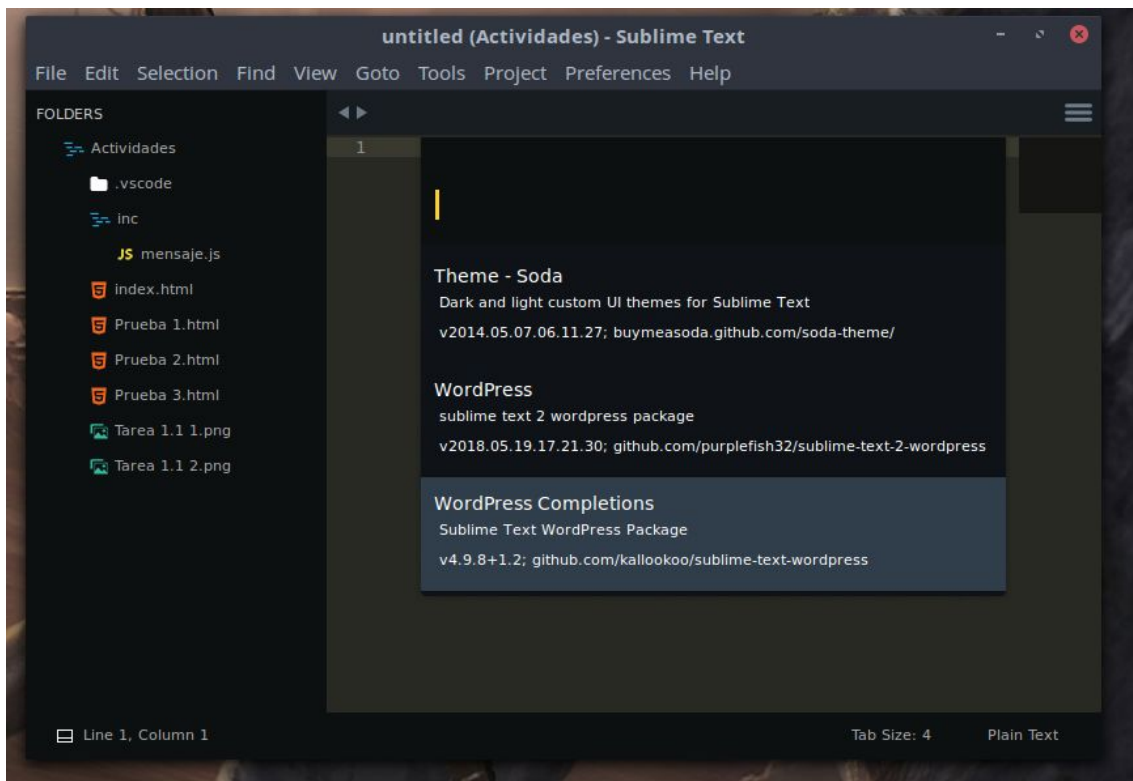 untitled (Actividades) - Sublime Text
File Edit Selection Find View Goto Tools Project Preferences Help
FOLDERS
Actividades
.vscode
inc
JS mensaje.js
index.html
Prueba 1.html
Prueba 2.html
Prueba 3.html
Tarea 1.1 1.png
Tarea 1.1 2.png
1
Theme - Soda
Dark and light custom UI themes for Sublime Text
v2014.05.07.06.11.27; buymeasoda.github.com/soda-theme/
WordPress
sublime text 2 wordpress package
v2018.05.19.17.21.30; github.com/purplefish32/sublime-text-2-wordpress
WordPress Completions
Sublime Text WordPress Package
v4.9.8+1.2; github.com/kallookoo/sublime-text-wordpress
Line 1, Column 1
Tab Size: 4
Plain Text